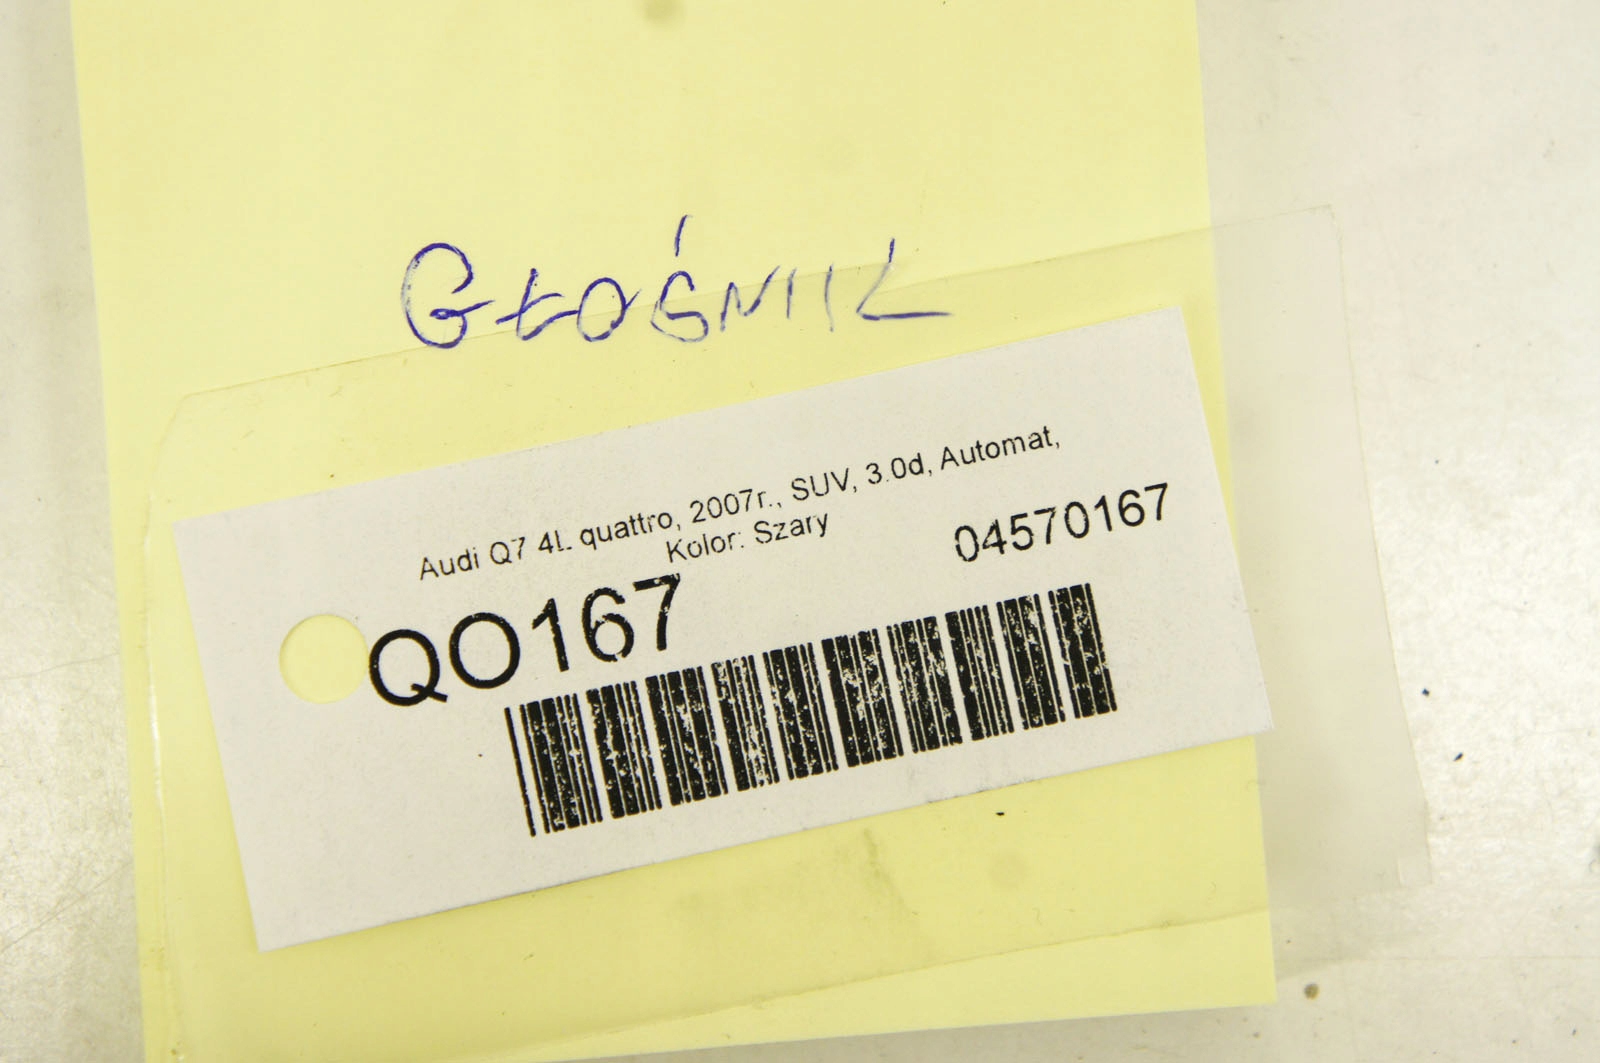 GŁOŚNIK
Audi Q7 4L quattro, 2007r., SUV, 3.0d, Automat,
Kolor: Szary
04570167
QO167